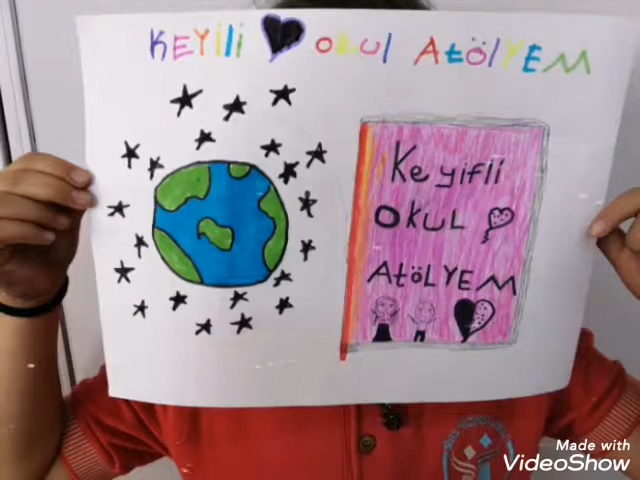 KEYİlİ OKUl AtölYEM
Keyifli
OKUL
AtÖLYEM
Made with
VideoShow